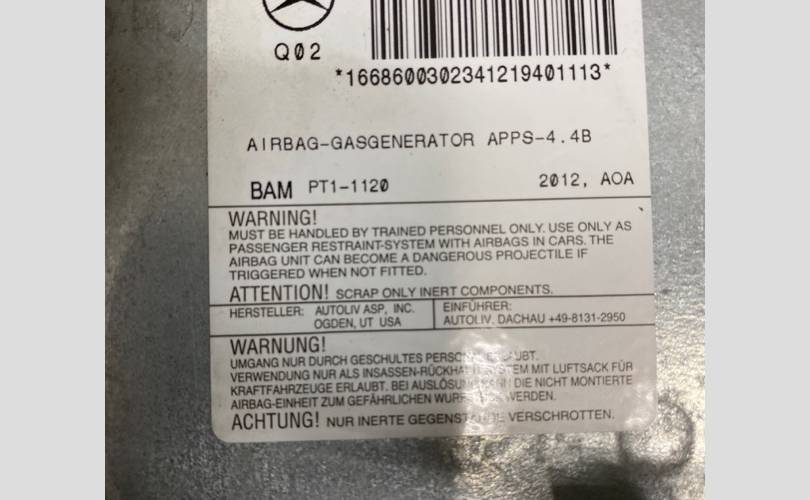 Q02
*1668600302341219401113*
AIRBAG-GASGENERATOR APPS-4.4B
BAM PT1-1120 2012, AOA
WARNING!
MUST BE HANDLED BY TRAINED PERSONNEL ONLY. USE ONLY AS
PASSENGER RESTRAINT-SYSTEM WITH AIRBAGS IN CARS. THE
AIRBAG UNIT CAN BECOME A DANGEROUS PROJECTILE IF
TRIGGERED WHEN NOT FITTED.
ATTENTION! SCRAP ONLY INERT COMPONENTS.
HERSTELLER: AUTOLIV ASP, INC. EINFÜHRER:
OGDEN, UT USA AUTOLIV, DACHAU +49-8131-2950
WARNUNG!
UMGANG NUR DURCH GESCHULTES ERLAUBT.
VERWENDUNG NUR ALS MIT LUFTSACK FÜR
KRAFTFAHRZEUGE ERLAUBT. BEI DIE NICHT MONTIERTE
AIRBAG-EINHEIT ZUM GEFÄHRLICHEN WERDEN.
ACHTUNG! NUR INERTE VERSCHROTTEN.